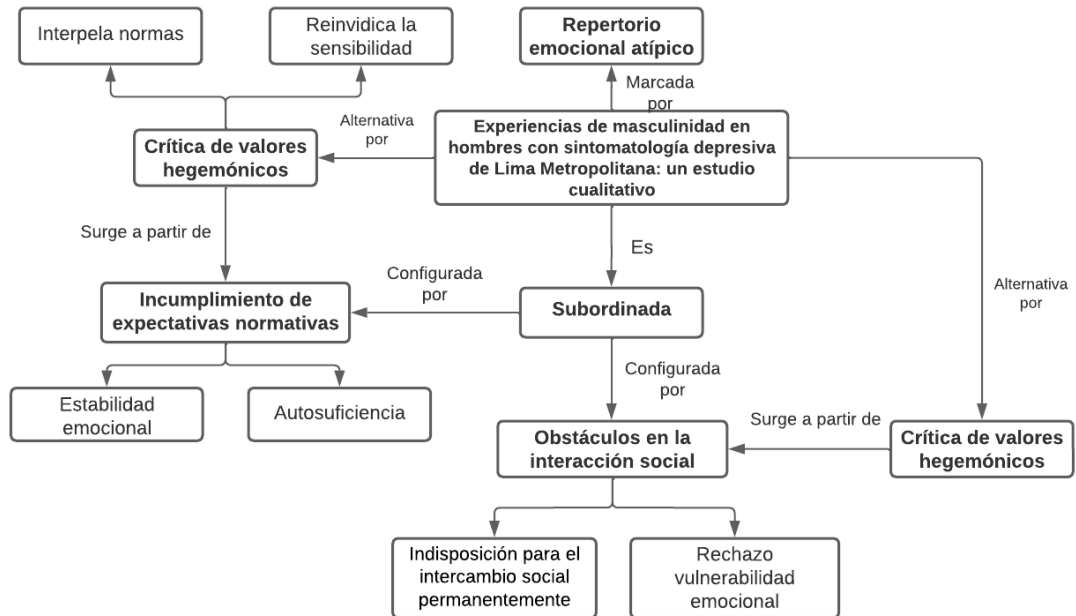 Interpela normas
Reinvidica la
sensibilidad
Repertorio
emocional atípico
Marcada
por
Alternativa
por
Crítica de valores
hegemónicos
Experiencias de masculinidad en
hombres con sintomatología depresiva
de Lima Metropolitana: un estudio
cualitativo
Surge a partir de
Es
Configurada
por
Alternativa
por
Incumplimiento de
expectativas normativas
Subordinada
Configurada
por
Estabilidad
emocional
Autosuficiencia
Surge a partir de
Obstáculos en la
interacción social
Crítica de valores
hegemónicos
Indisposición para el
intercambio social
permanentemente
Rechazo
vulnerabilidad
emocional